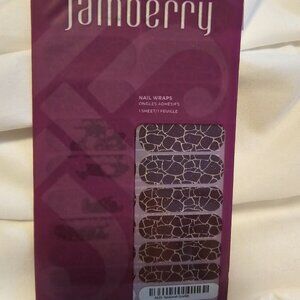 jamberry
NAIL WRAPS
ONGLES ADHÉSIFS
1 SHEET/1 FEUILLE